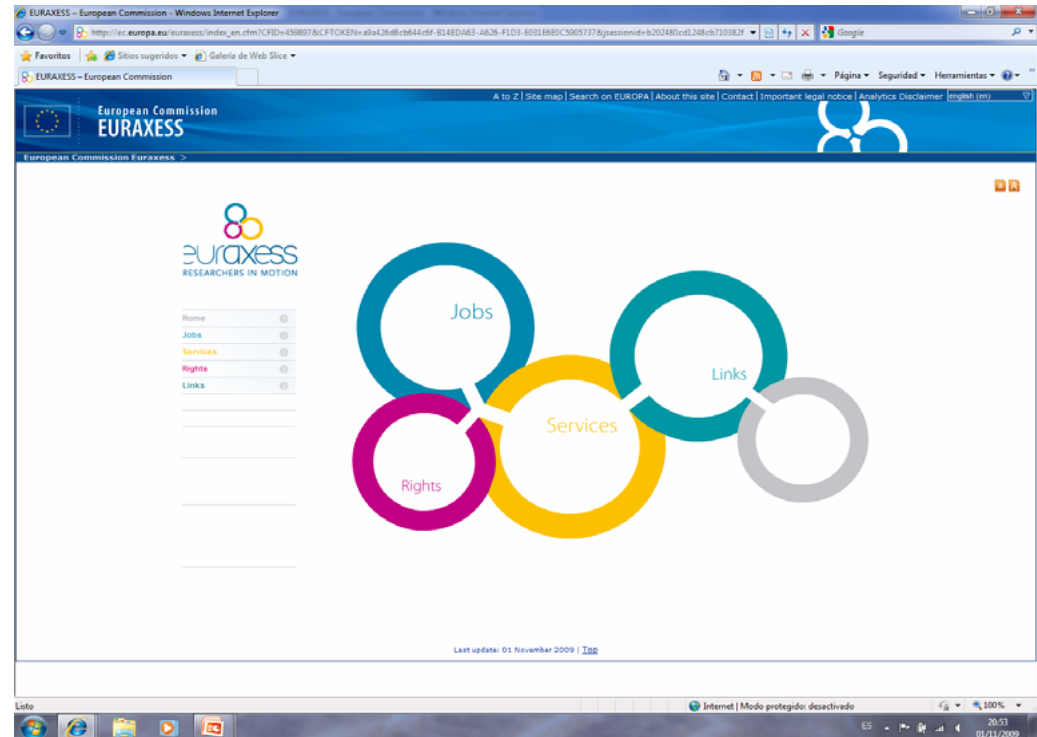 EURAXESS - European Commission - Windows Internet Explorer
Google
Favoritos Sitios sugeridos Galería de Web Slice
EURAXESS - European Commission
Página Seguridad Herramientas
A to Z | Site map | Search on EUROPA | About this site | Contact | Important legal notice | Analytics Disclaimer english (en)
European Commission
EURAXESS
European Commission Euraxess >
euraxess
RESEARCHERS IN MOTION
Home
Jobs
Services
Rights
Links
Jobs
Links
Services
Rights
Last update: 01 November 2009 | Top
Listo Internet | Modo protegido: desactivado 100%
ES 20:53
01/11/2009